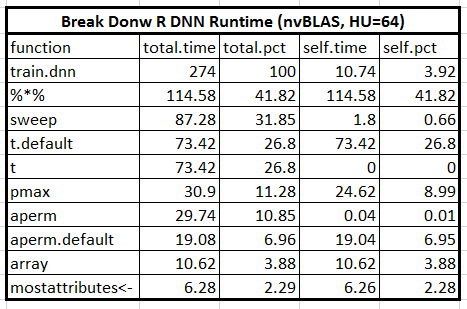 Break Donw R DNN Runtime (nvBLAS, HU=64)
function total.time total.pct self.time self.pct
train.dnn 274 100 10.74 3.92
%*% 114.58 41.82 114.58 41.82
sweep 87.28 31.85 1.8 0.66
t.default 73.42 26.8 73.42 26.8
t 73.42 26.8 0 0
pmax 30.9 11.28 24.62 8.99
aperm 29.74 10.85 0.04 0.01
aperm.default 19.08 6.96 19.04 6.95
array 10.62 3.88 10.62 3.88
mostattributes<- 6.28 2.29 6.26 2.28